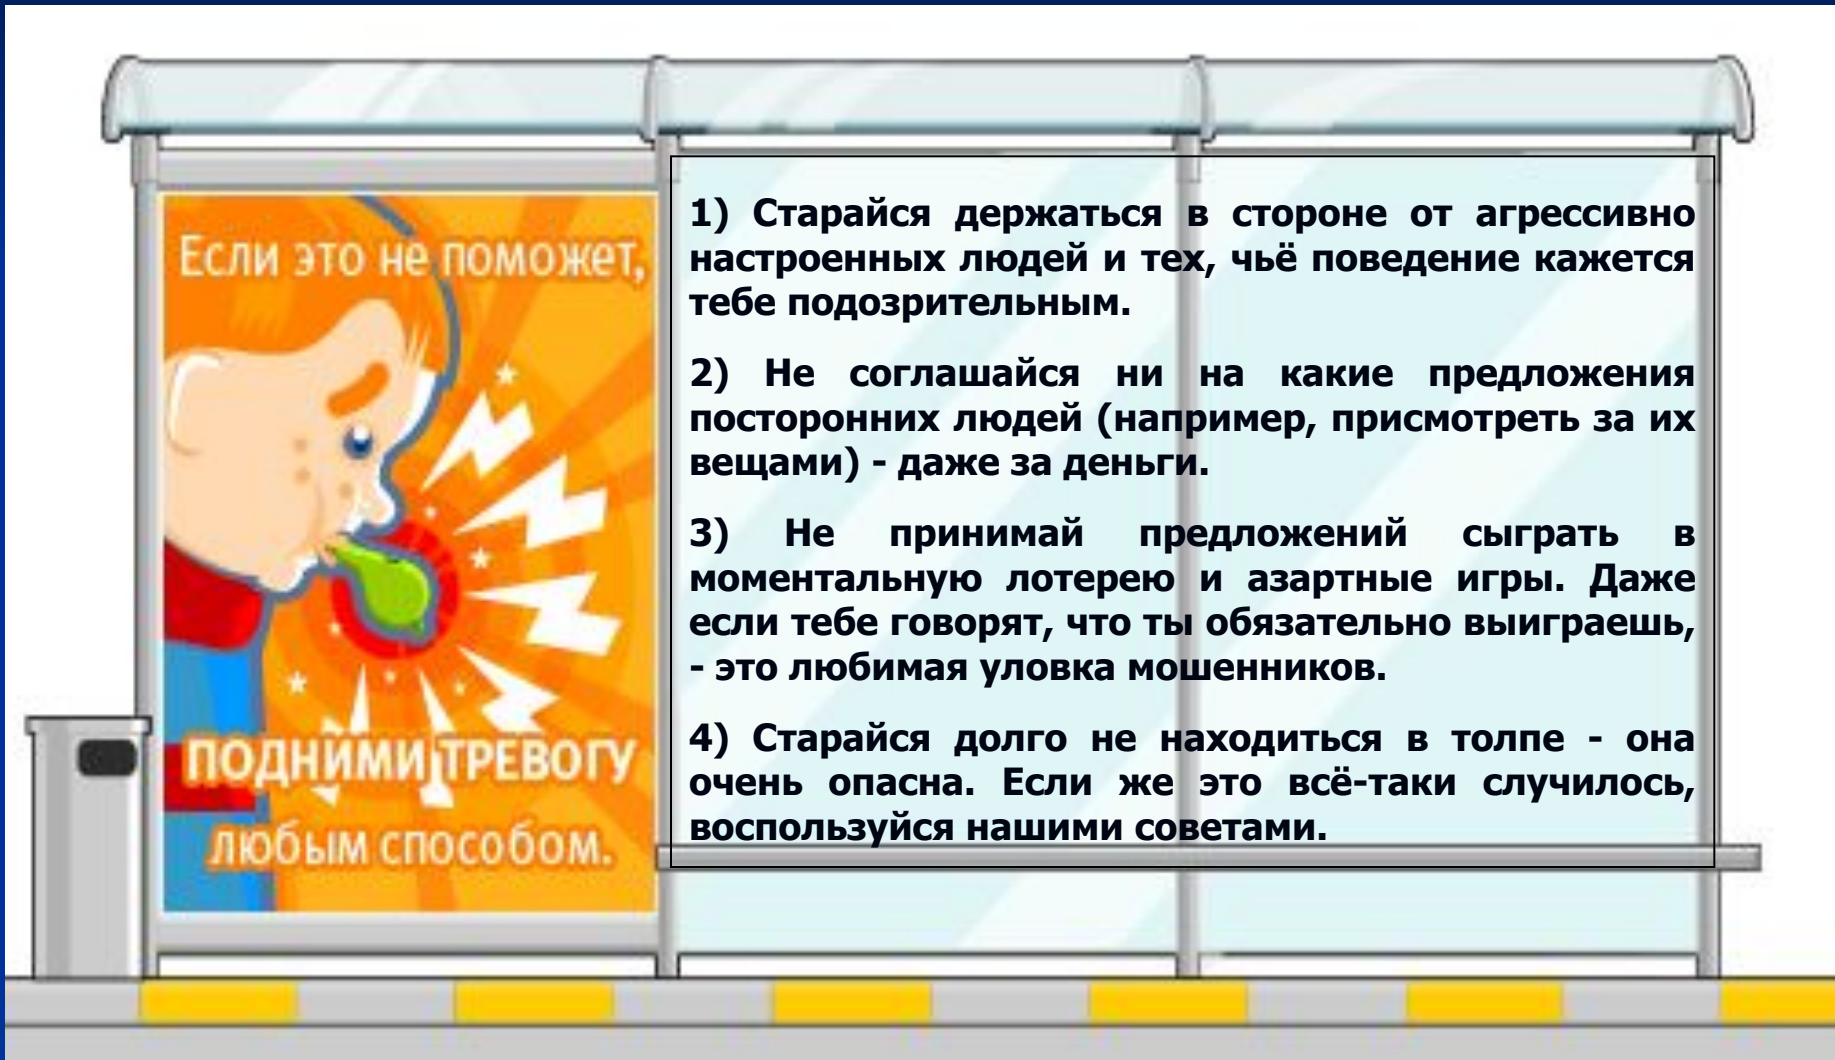 Если это не поможет,
ПОДНИМИ ТРЕВОГУ
любым способом.
1) Старайся держаться в стороне от агрессивно
настроенных людей и тех, чьё поведение кажется
тебе подозрительным.
2) Не соглашайся ни на какие предложения
посторонних людей (например, присмотреть за их
вещами) - даже за деньги.
3) Не принимай предложений сыграть в
моментальную лотерею и азартные игры. Даже
если тебе говорят, что ты обязательно выиграешь,
- это любимая уловка мошенников.
4) Старайся долго не находиться в толпе - она
очень опасна. Если же это всё-таки случилось,
воспользуйся нашими советами.